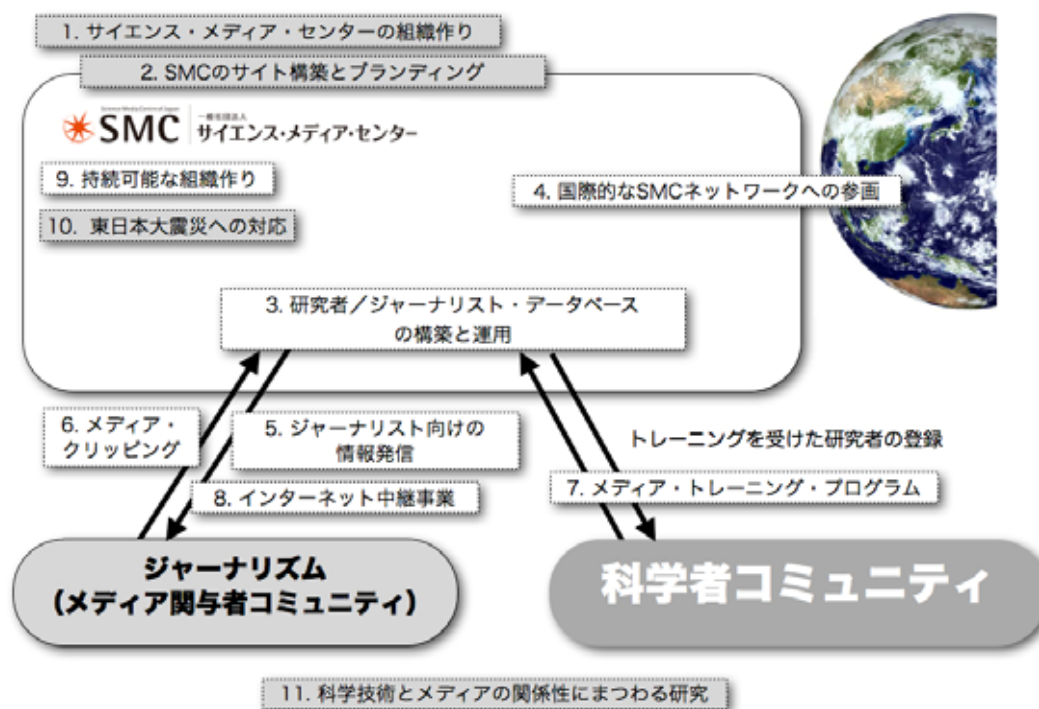 1. サイエンス・メディア・センターの組織作り
2. SMCのサイト構築とブランディング
Science Media Centre of Japan
SMC
一般社団法人
サイエンス・メディア・センター
9. 持続可能な組織作り
4. 国際的なSMCネットワークへの参画
10. 東日本大震災への対応
3. 研究者／ジャーナリスト・データベース
の構築と運用
6. メディア・
クリッピング
5. ジャーナリスト向けの
情報発信
トレーニングを受けた研究者の登録
7. メディア・トレーニング・プログラム
8. インターネット中継事業
ジャーナリズム
（メディア関与者コミュニティ）
科学者コミュニティ
11. 科学技術とメディアの関係性にまつわる研究